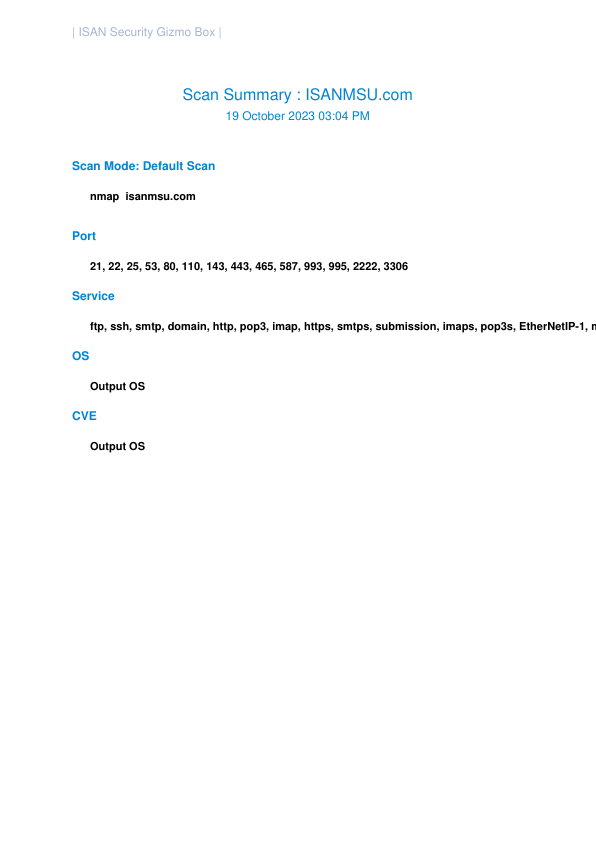 | ISAN Security Gizmo Box |
Scan Summary : ISANMSU.com
19 October 2023 03:04 PM
Scan Mode: Default Scan
nmap  isanmsu.com
Port
21, 22, 25, 53, 80, 110, 143, 443, 465, 587, 993, 995, 2222, 3306
Service
ftp, ssh, smtp, domain, http, pop3, imap, https, smtps, submission, imaps, pop3s, EtherNetIP-1,
OS
Output OS
CVE
Output OS